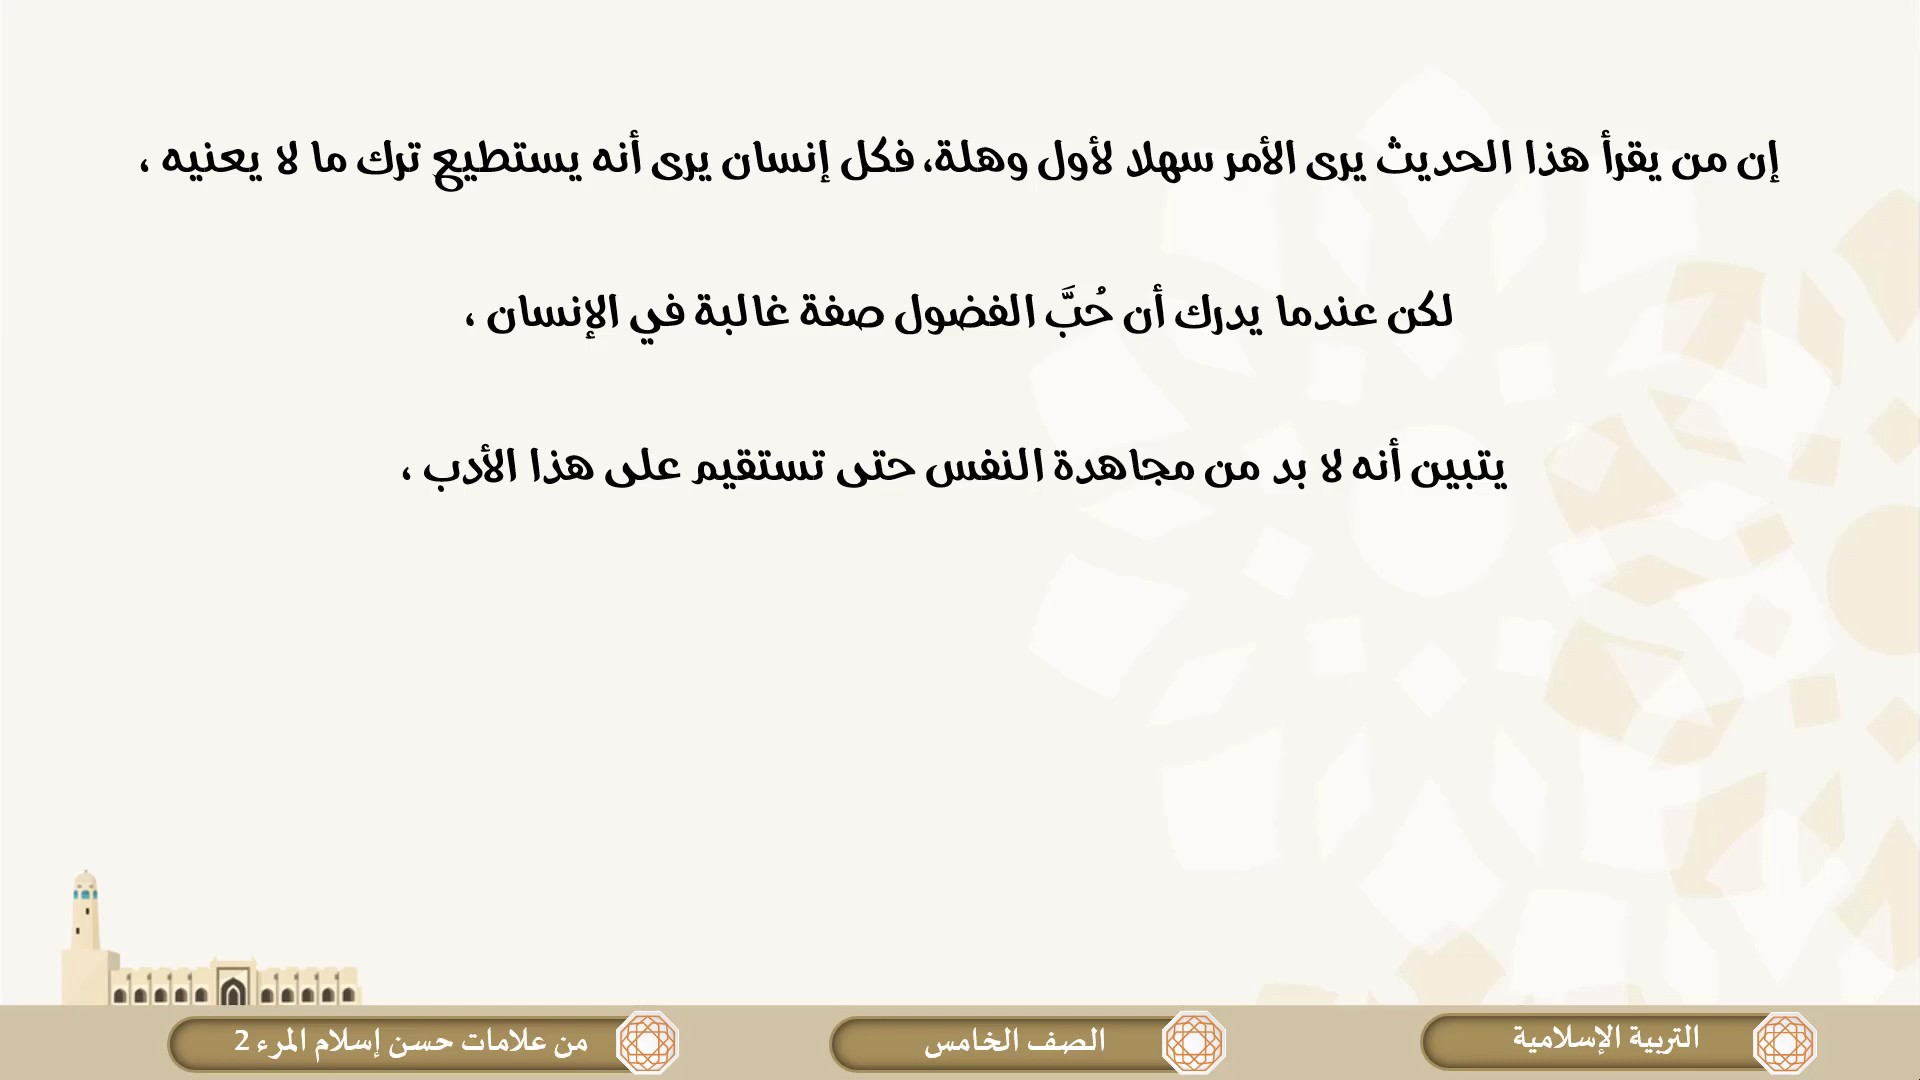 إن من يقرأ هذا الحديث يرى الأمر سهلا لأول وهلة، فكل إنسان يرى أنه يستطيع ترك ما لا يعنيه ،
لكن عندما يدرك أن حُبَّ الفضول صفة غالبة في الإنسان ،
يتبين أنه لا بد من مجاهدة النفس حتى تستقيم على هذا الأدب ،
التربية الإسلامية
الصف الخامس
من علامات حسن إسلام المرء 2